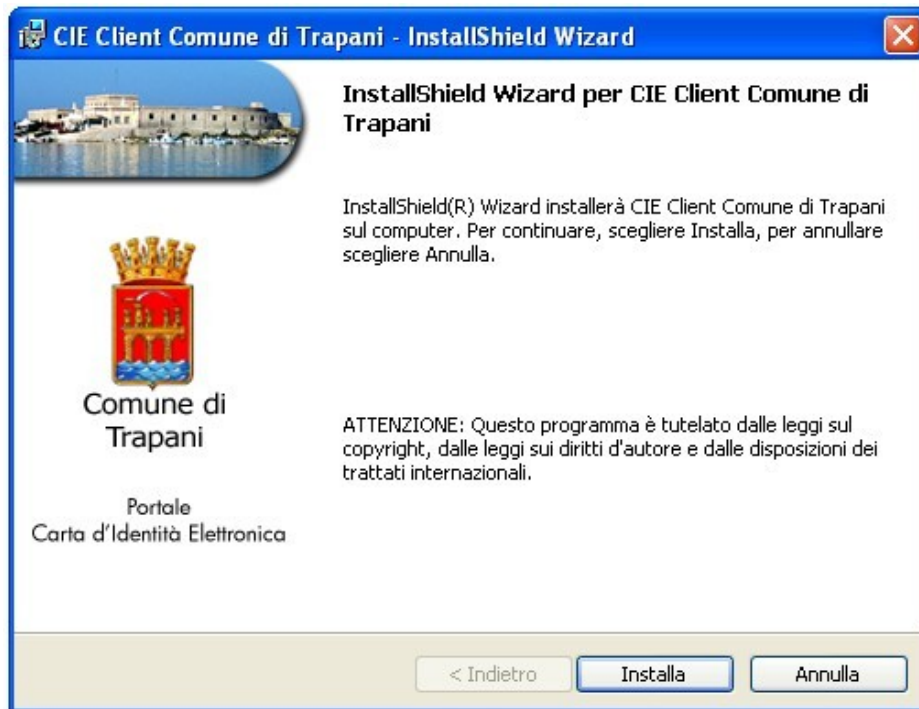 CIE Client Comune di Trapani - InstallShield Wizard
InstallShield Wizard per CIE Client Comune di
Trapani
InstallShield(R) Wizard installerà CIE Client Comune di Trapani
sul computer. Per continuare, scegliere Installa, per annullare
scegliere Annulla.
Comune di
Trapani
ATTENZIONE: Questo programma è tutelato dalle leggi sul
copyright, dalle leggi sui diritti d'autore e dalle disposizioni dei
trattati internazionali.
Portale
Carta d'Identità Elettronica
< Indietro
Installa
Annulla